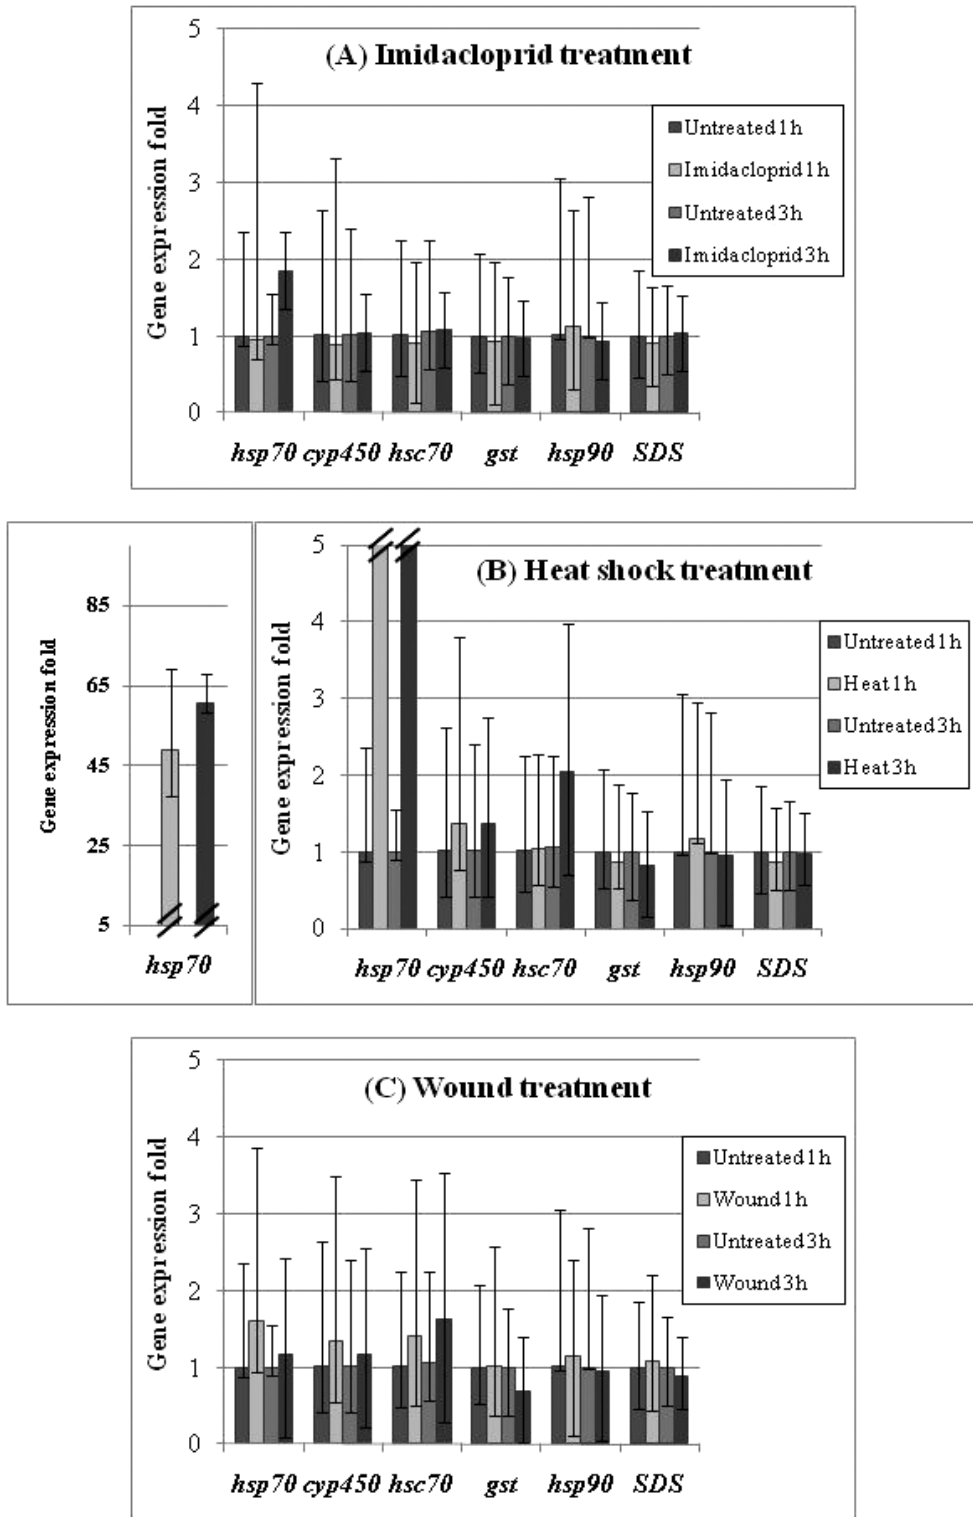 (A) Imidacloprid treatment
Gene expression fold
5
4
3
2
1
0
Untreated1h
Imidacloprid1h
Untreated3h
Imidacloprid3h
hsp70 cyp450 hsc70 gst hsp90 SDS
Gene expression fold
85
65
45
25
5
hsp70
(B) Heat shock treatment
Gene expression fold
5
4
3
2
1
0
Untreated1h
Heat1h
Untreated3h
Heat3h
hsp70 cyp450 hsc70 gst hsp90 SDS
(C) Wound treatment
Gene expression fold
5
4
3
2
1
0
Untreated1h
Wound1h
Untreated3h
Wound3h
hsp70 cyp450 hsc70 gst hsp90 SDS